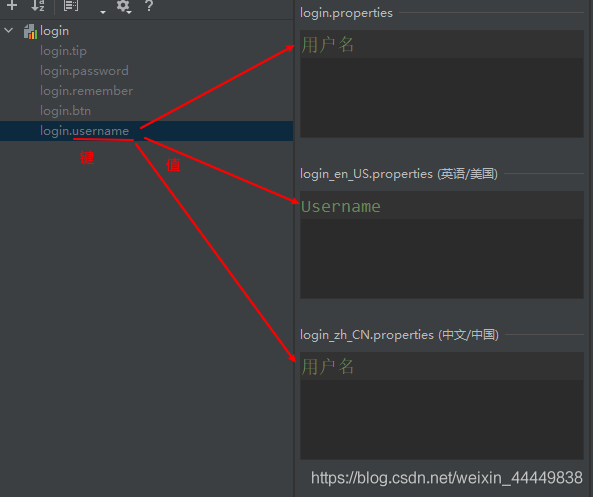 login
login.tip
login.password
login.remember
login.btn
login.username
键
值
login.properties
用户名
login_en_US.properties (英语/美国)
Username
login_zh_CN.properties (中文/中国)
用户名
https://blog.csdn.net/weixin_44449838